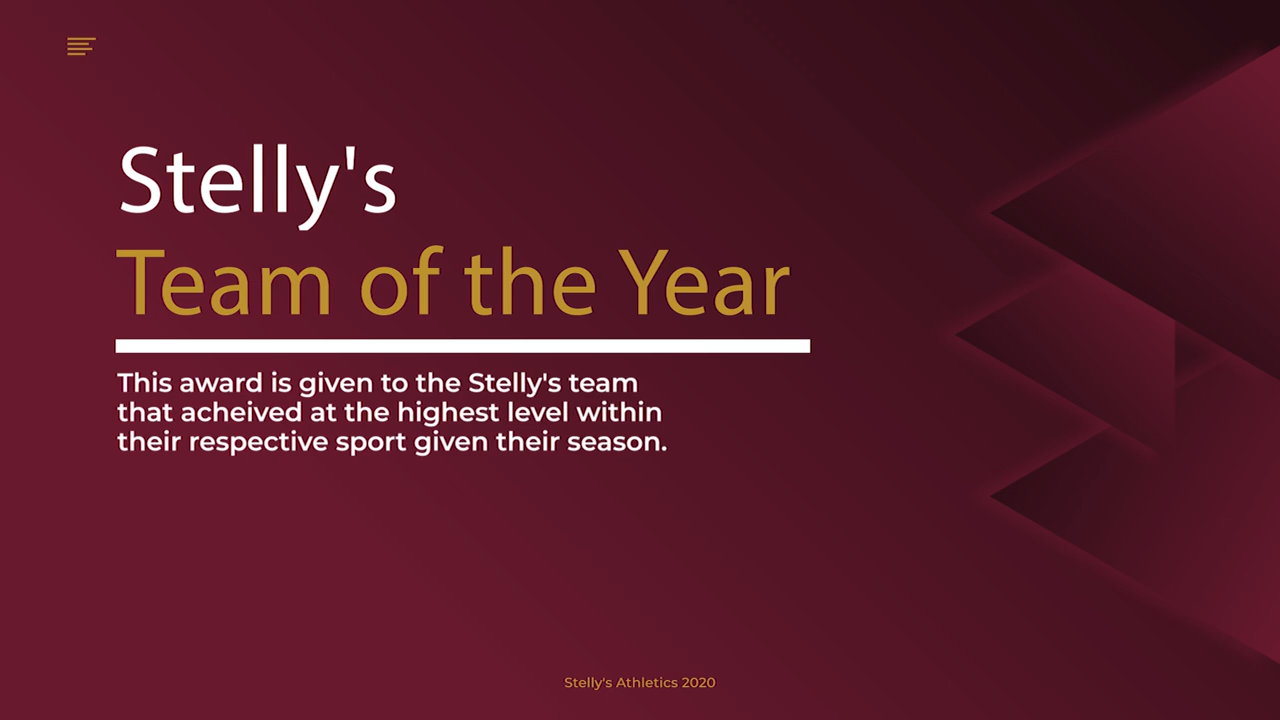 Stelly's
Team of the Year
This award is given to the Stelly's team
that acheived at the highest level within
their respective sport given their season.
Stelly's Athletics 2020